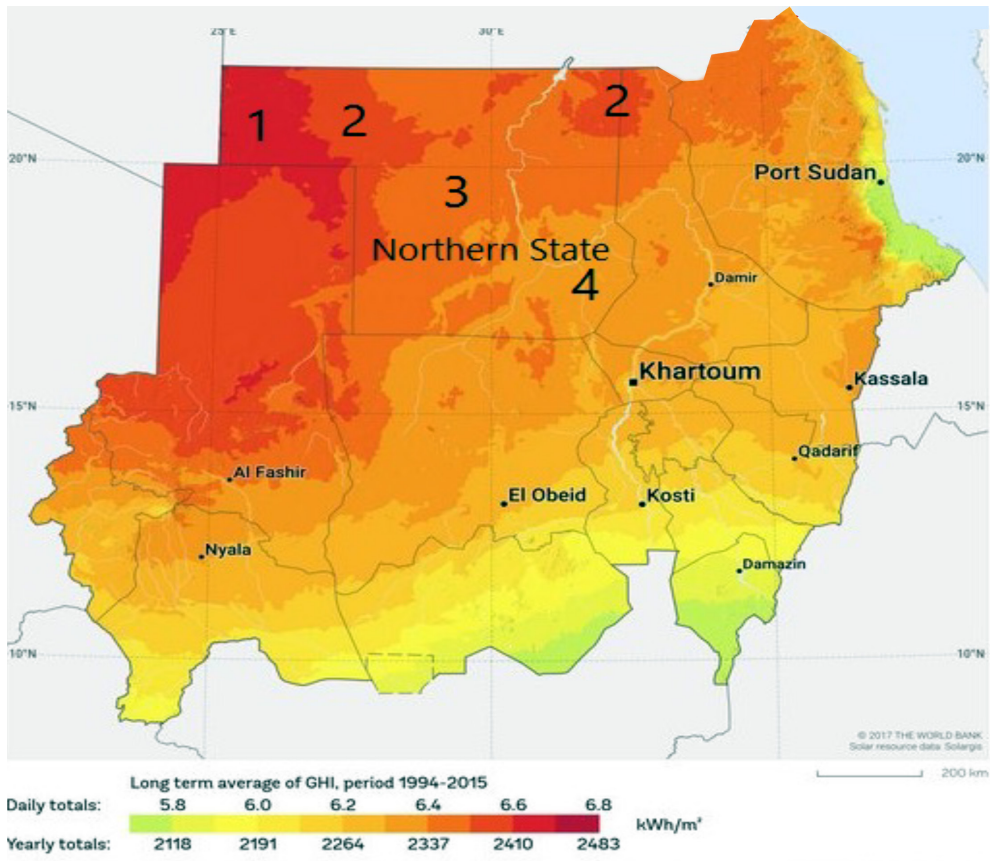 25°E 30°E
1 2 2
20°N 20°N
Port Sudan
3
Northern State
4
Damir
Khartoum
Kassala
15°N 15°N
Qadarif
Al Fashir
El Obeid Kosti
Nyala
Damazin
10°N 10°N
© 2017 THE WORLD BANK
Solar resource data: Solargis
200 km
Long term average of GHI, period 1994-2015
Daily totals: 5.8 6.0 6.2 6.4 6.6 6.8
kWh/m²
Yearly totals: 2118 2191 2264 2337 2410 2483